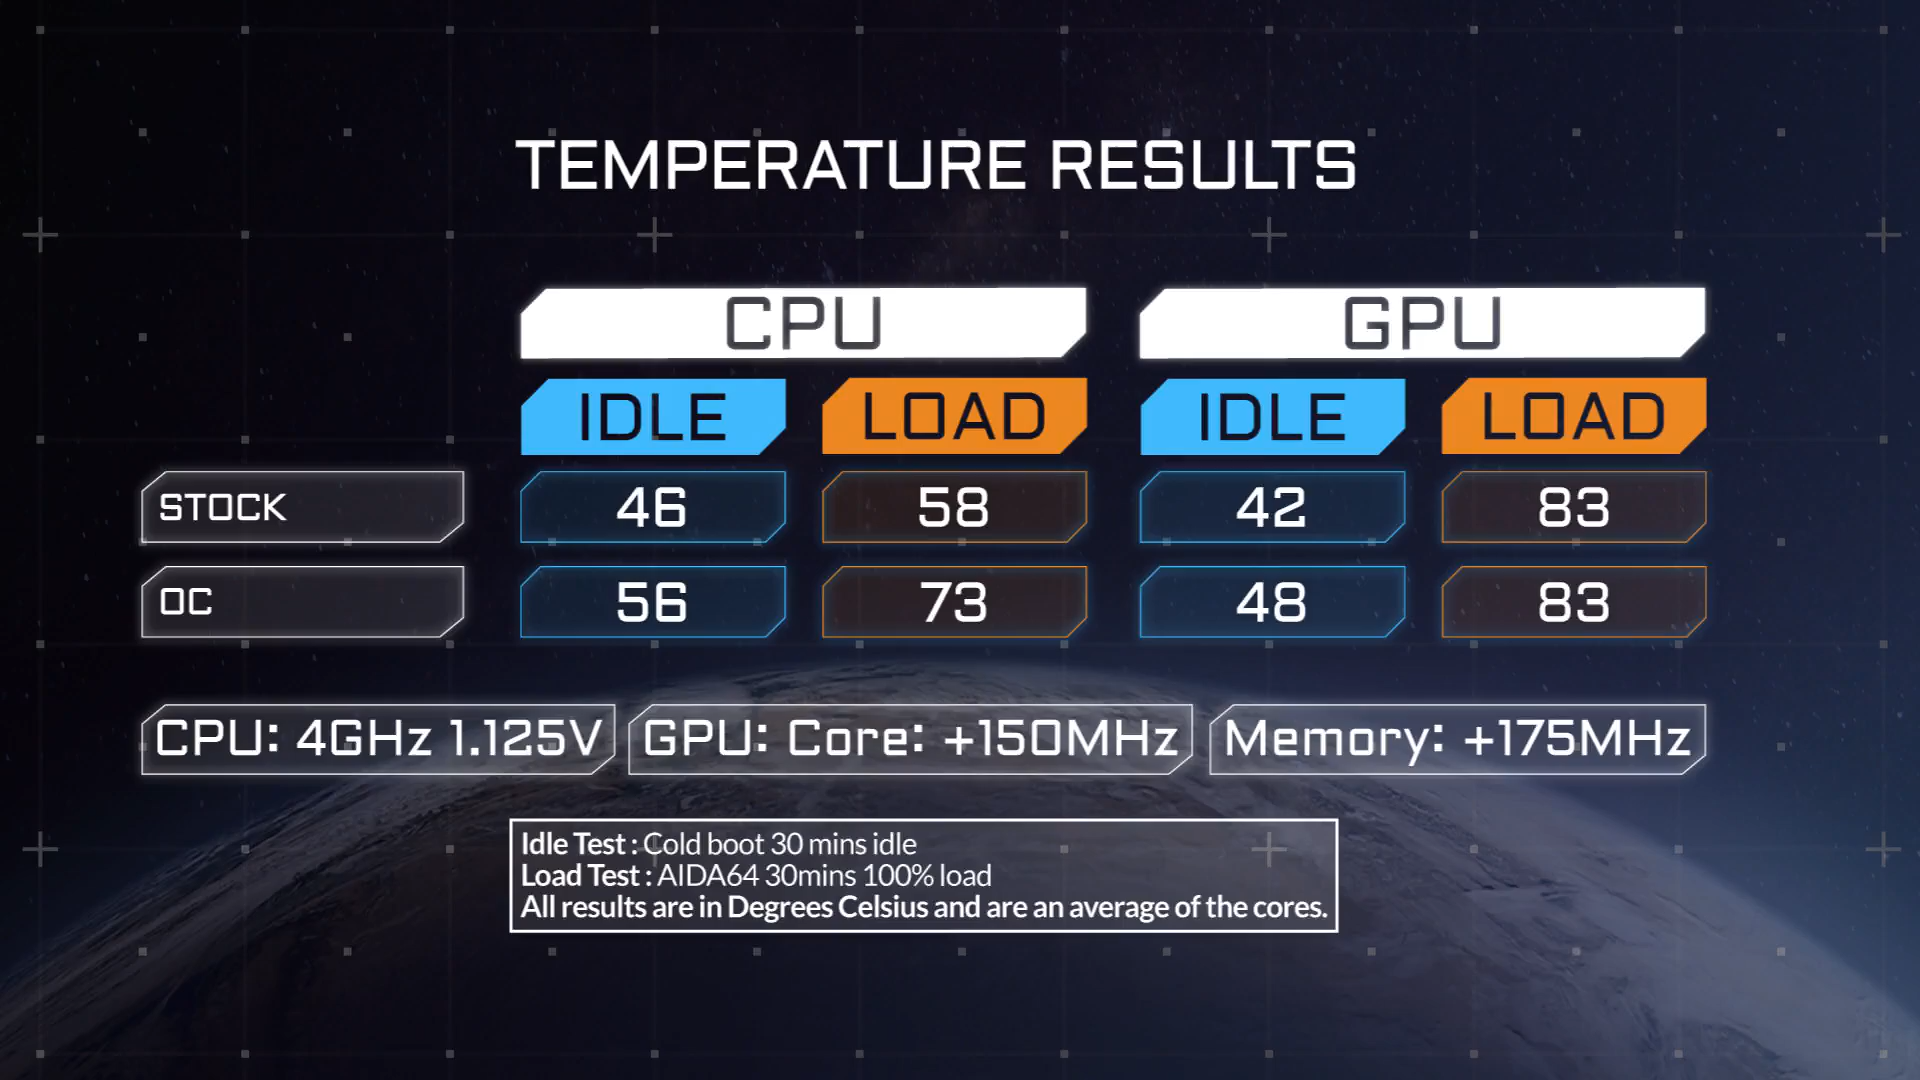 TEMPERATURE RESULTS
CPU GPU
IDLE LOAD IDLE LOAD
STOCK 46 58 42 83
OC 56 73 48 83
CPU: 4GHz 1.125V GPU: Core: +150MHz Memory: +175MHz
Idle Test : Cold boot 30 mins idle
Load Test : AIDA64 30mins 100% load
All results are in Degrees Celsius and are an average of the cores.